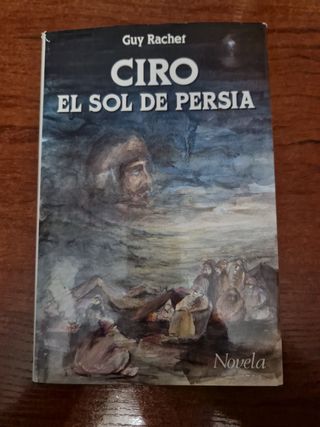 Guy Rachet
CIRO
EL SOL DE PERSIA
Novela